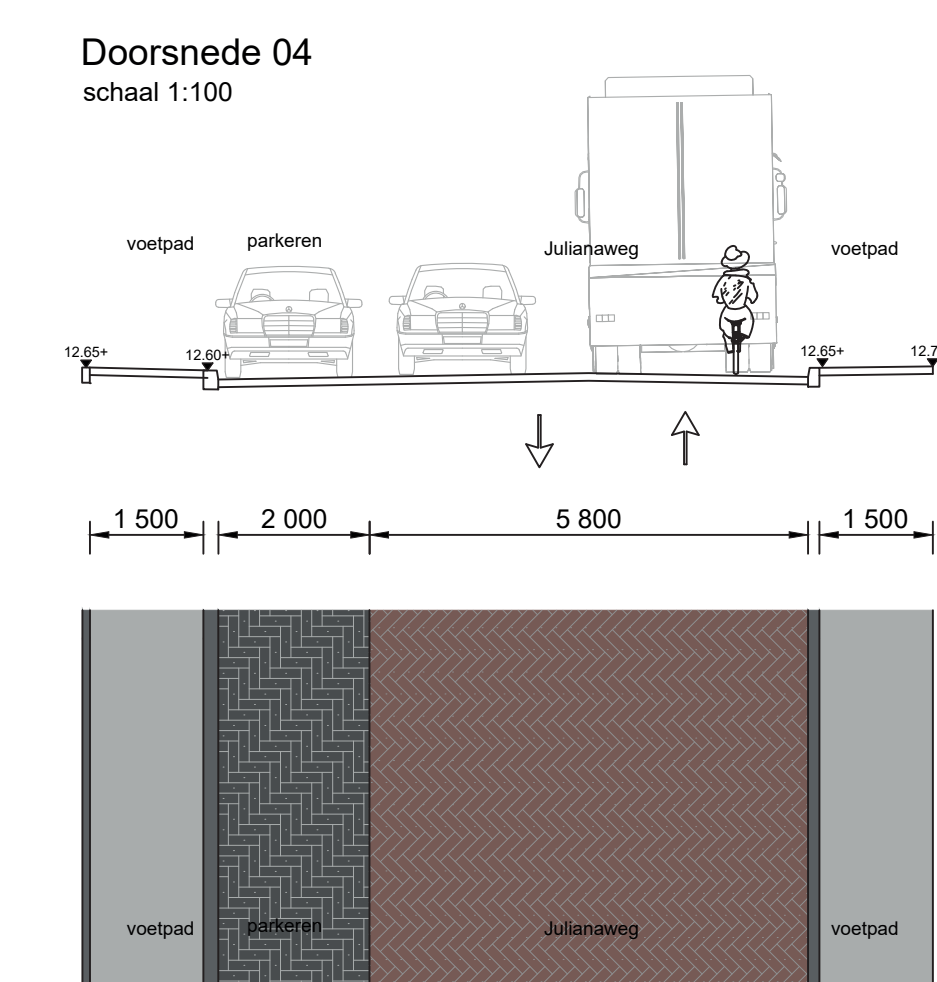 Doorsnede 04
schaal 1:100
voetpad parkeren Julianaweg voetpad
12.65+ 12.60+ 12.65+ 12.7
1 500 2 000 5 800 1 500
voetpad parkeren Julianaweg voetpad